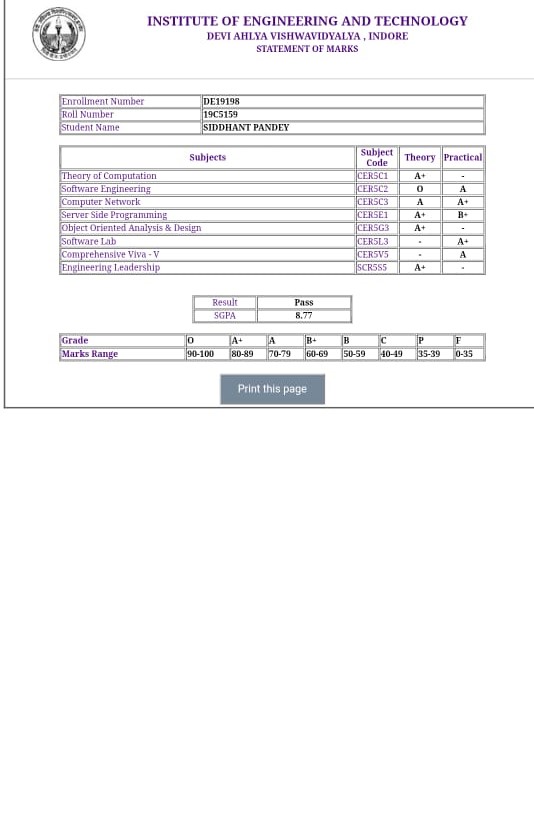 INSTITUTE OF ENGINEERING AND TECHNOLOGY
DEVI AHLYA VISHWAVIDYALYA , INDORE
STATEMENT OF MARKS
Enrollment Number DE19198
Roll Number 19C5159
Student Name SIDDHANT PANDEY
Subjects Subject Code Theory Practical
Theory of Computation CER5C1 A+ -
Software Engineering CER5C2 O A
Computer Network CER5C3 A A+
Server Side Programming CER5E1 A+ B+
Object Oriented Analysis & Design CER5G3 A+ -
Software Lab CER5L3 - A+
Comprehensive Viva - V CER5V5 - A
Engineering Leadership SCR5S5 A+ -
Result Pass
SGPA 8.77
Grade O A+ A B+ B C P F
Marks Range 90-100 80-89 70-79 60-69 50-59 40-49 35-39 0-35
Print this page